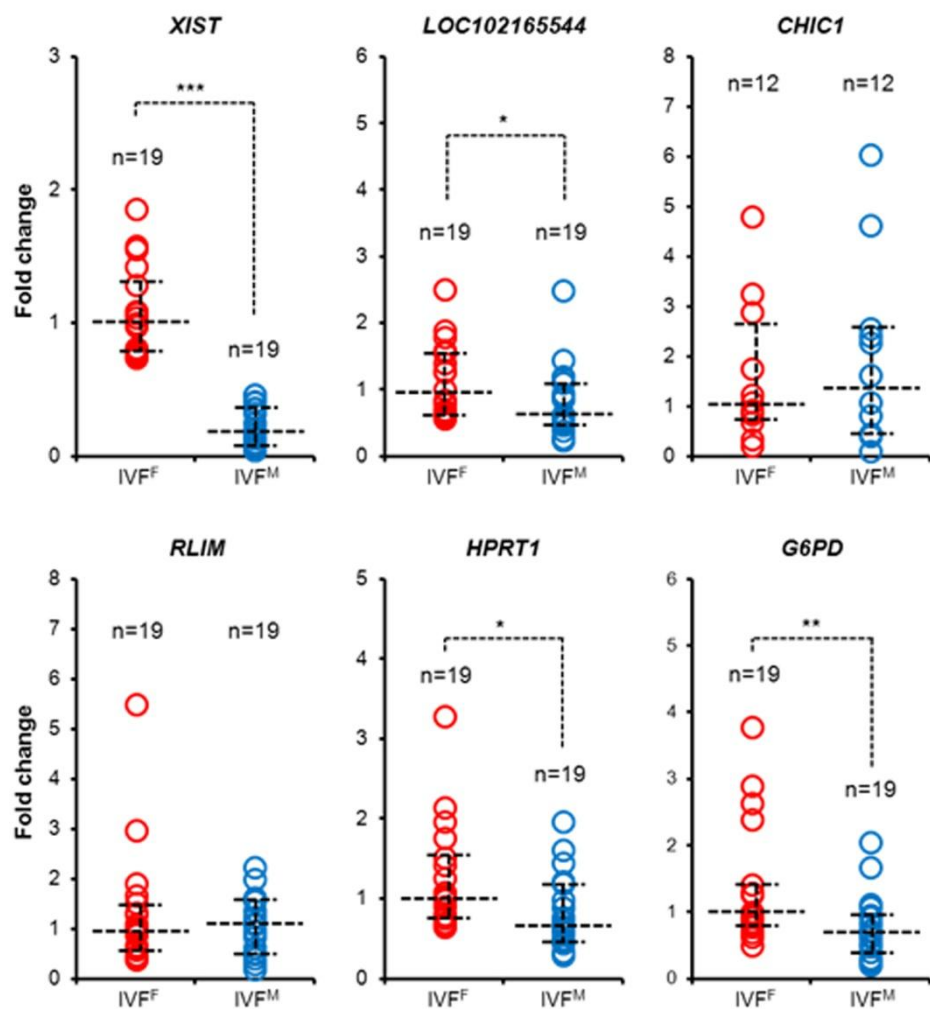 XIST LOC102165544 CHIC1
Fold change
3
2
1
0
***
n=19
n=19
IVFF IVFM
6
5
4
3
2
1
0
*
n=19 n=19
IVFF IVFM
8
7
6
5
4
3
2
1
0
n=12 n=12
IVFF IVFM
RLIM HPRT1 G6PD
Fold change
8
7
6
5
4
3
2
1
0
n=19 n=19
IVFF IVFM
5
4
3
2
1
0
*
n=19
n=19
IVFF IVFM
6
5
4
3
2
1
0
**
n=19
n=19
IVFF IVFM